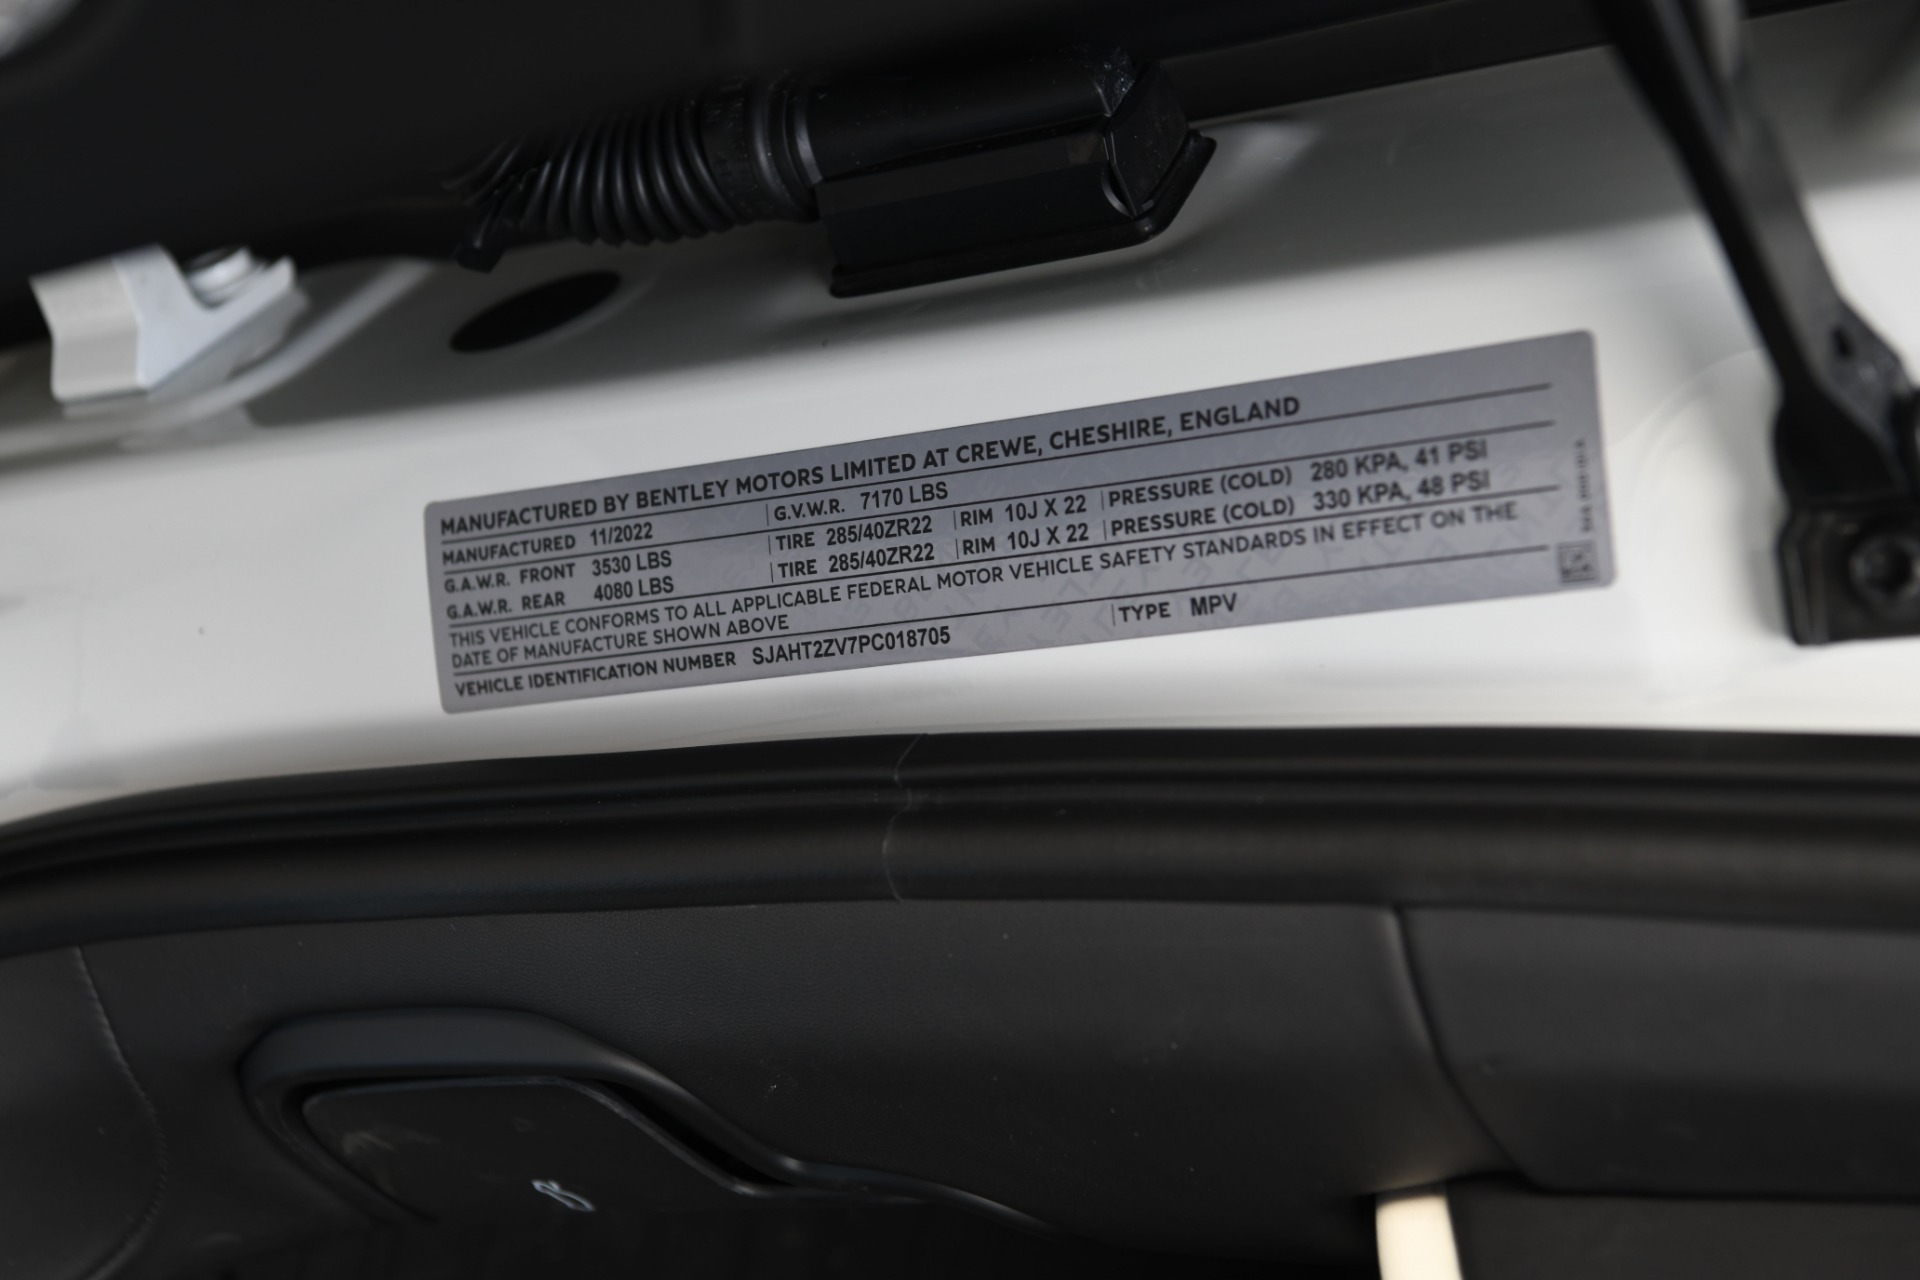 MANUFACTURED BY BENTLEY MOTORS LIMITED AT CREWE, CHESHIRE, ENGLAND
MANUFACTURED 11/2022 G.V.W.R. 7170 LBS
G.A.W.R. FRONT 3530 LBS TIRE 285/40ZR22 RIM 10J X 22 PRESSURE (COLD) 280 KPA, 41 PSI
G.A.W.R. REAR 4080 LBS TIRE 285/40ZR22 RIM 10J X 22 PRESSURE (COLD) 330 KPA, 48 PSI
THIS VEHICLE CONFORMS TO ALL APPLICABLE FEDERAL MOTOR VEHICLE SAFETY STANDARDS IN EFFECT ON THE
DATE OF MANUFACTURE SHOWN ABOVE
VEHICLE IDENTIFICATION NUMBER SJAHT2ZV7PC018705 TYPE MPV